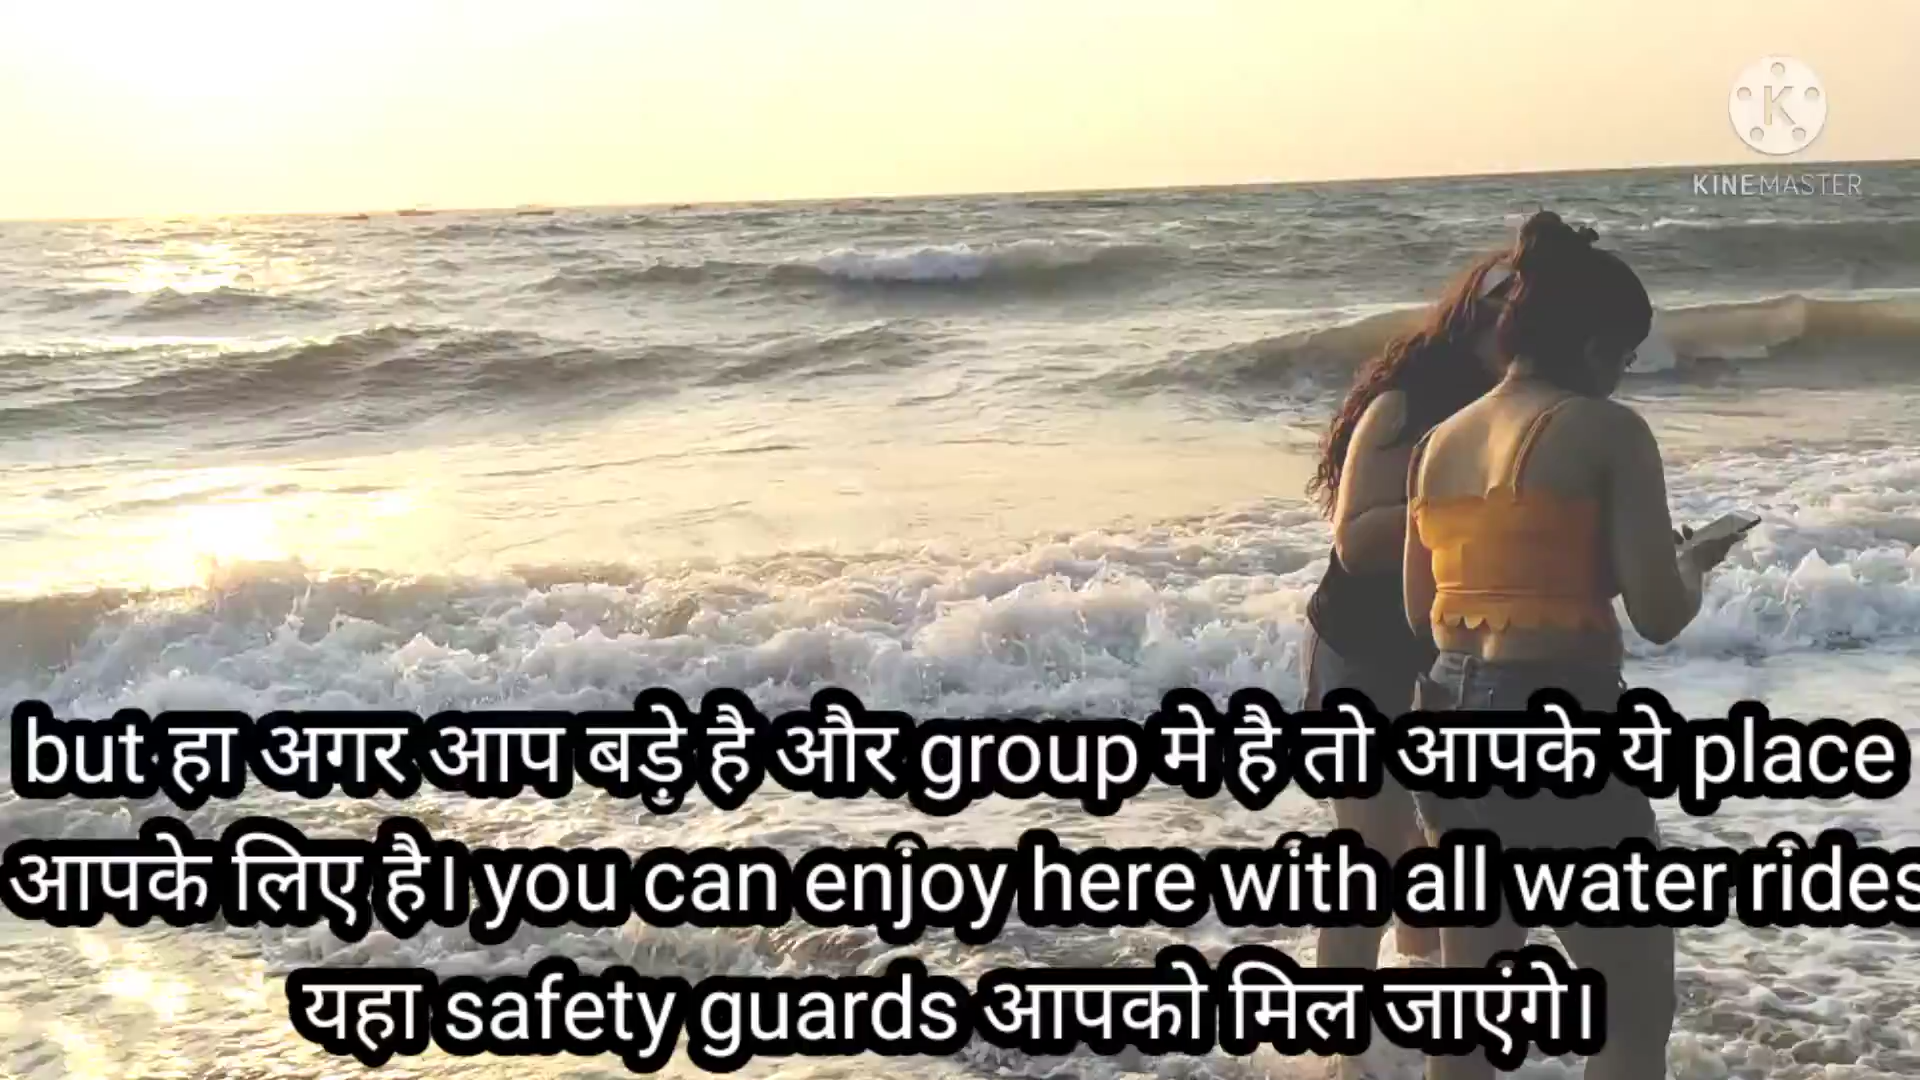 KINEMASTER
but हा अगर आप बड़े है और group मे है तो आपके ये place
आपके लिए है। you can enjoy here with all water rides
यहा safety guards आपको मिल जाएंगे।